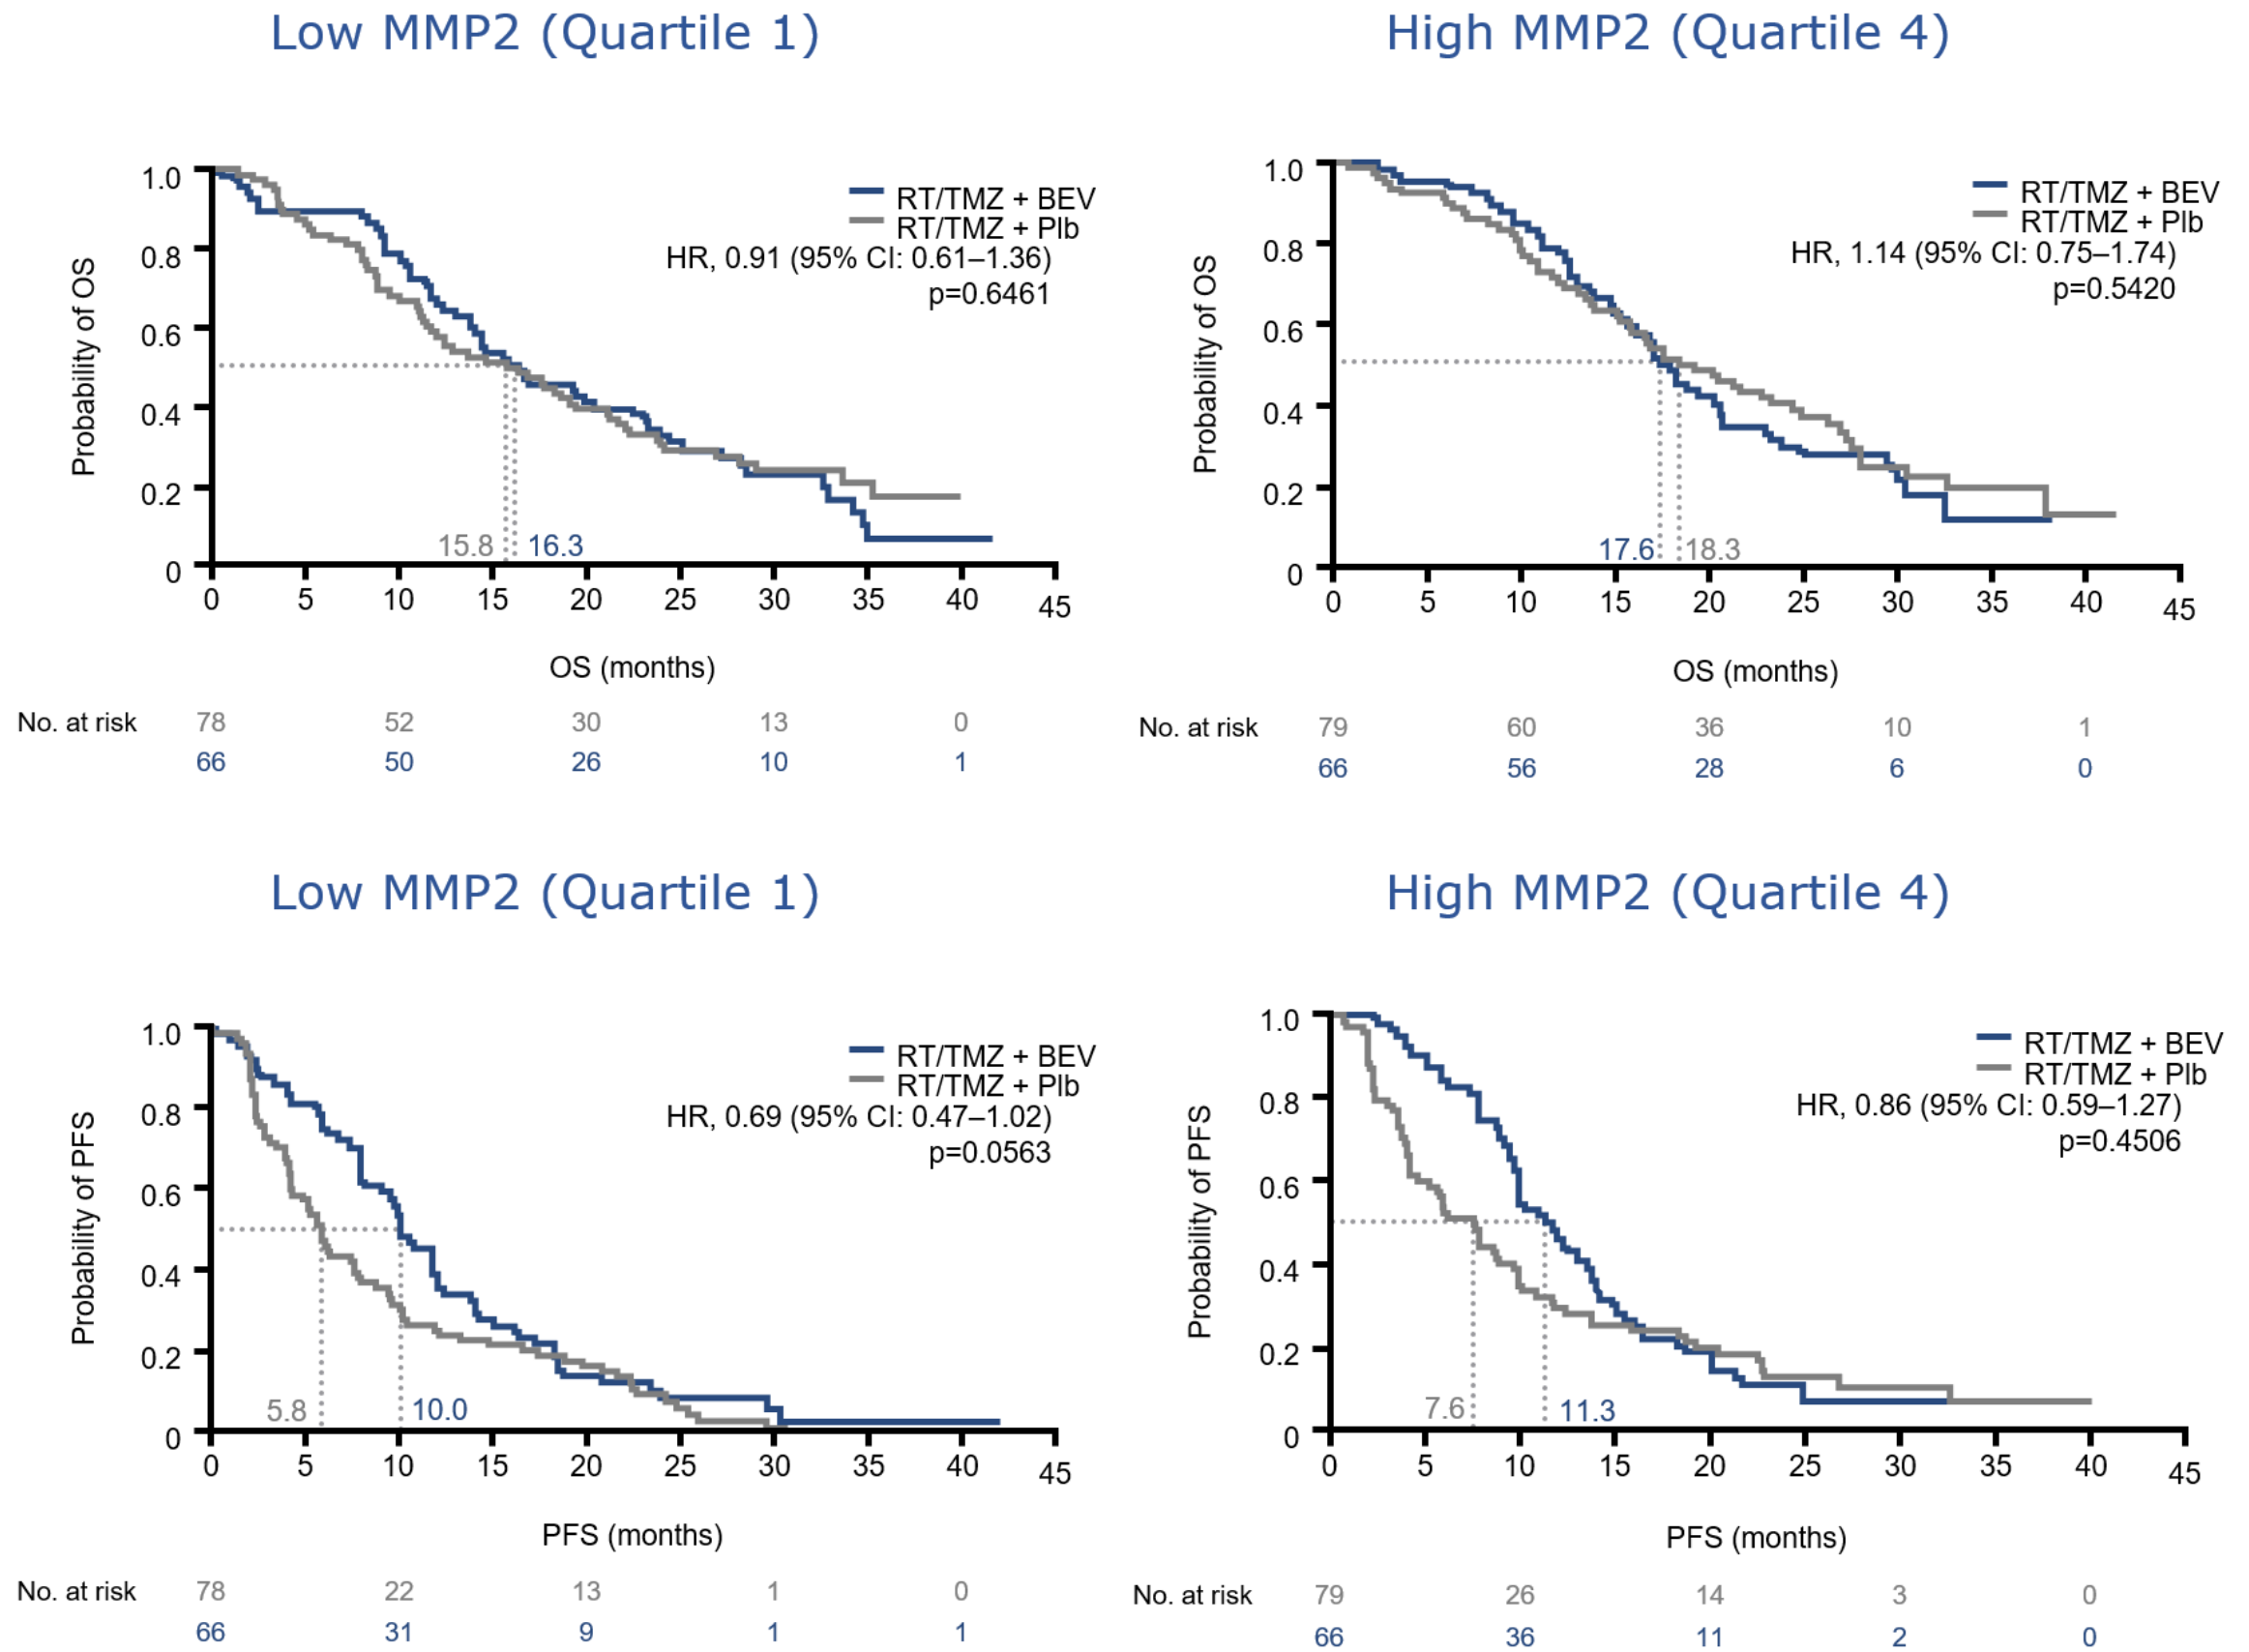 Low MMP2 (Quartile 1)
1.0
0.8
0.6
0.4
0.2
0
Probability of OS
RT/TMZ + BEV
RT/TMZ + Plb
HR, 0.91 (95% CI: 0.61–1.36)
p=0.6461
15.8 16.3
0 5 10 15 20 25 30 35 40 45
OS (months)
No. at risk 78 52 30 13 0
66 50 26 10 1
High MMP2 (Quartile 4)
1.0
0.8
0.6
0.4
0.2
0
Probability of OS
RT/TMZ + BEV
RT/TMZ + Plb
HR, 1.14 (95% CI: 0.75–1.74)
p=0.5420
17.6 18.3
0 5 10 15 20 25 30 35 40 45
OS (months)
No. at risk 79 60 36 10 1
66 56 28 6 0
Low MMP2 (Quartile 1)
1.0
0.8
0.6
0.4
0.2
0
Probability of PFS
RT/TMZ + BEV
RT/TMZ + Plb
HR, 0.69 (95% CI: 0.47–1.02)
p=0.0563
5.8 10.0
0 5 10 15 20 25 30 35 40 45
PFS (months)
No. at risk 78 22 13 1 0
66 31 9 1 1
High MMP2 (Quartile 4)
1.0
0.8
0.6
0.4
0.2
0
Probability of PFS
RT/TMZ + BEV
RT/TMZ + Plb
HR, 0.86 (95% CI: 0.59–1.27)
p=0.4506
7.6 11.3
0 5 10 15 20 25 30 35 40 45
PFS (months)
No. at risk 79 26 14 3 0
66 36 11 2 0